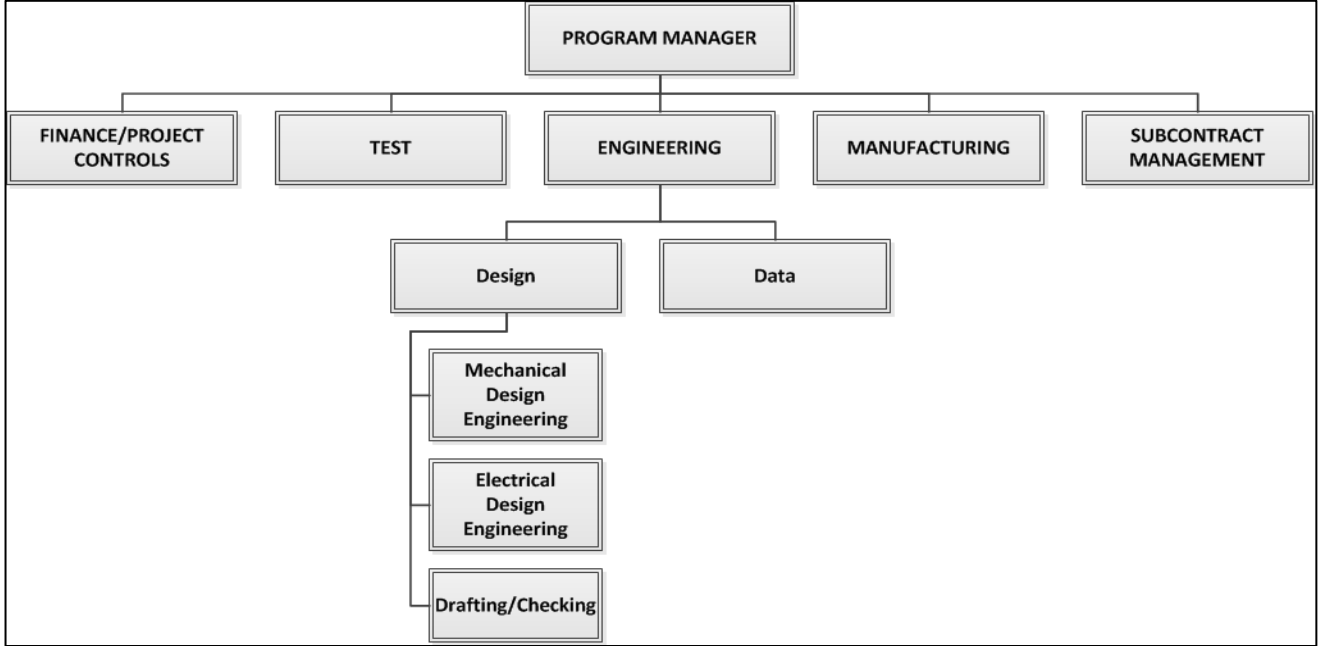 PROGRAM MANAGER
FINANCE/PROJECT
CONTROLS
TEST
ENGINEERING
MANUFACTURING
SUBCONTRACT
MANAGEMENT
Design
Data
Mechanical
Design
Engineering
Electrical
Design
Engineering
Drafting/Checking